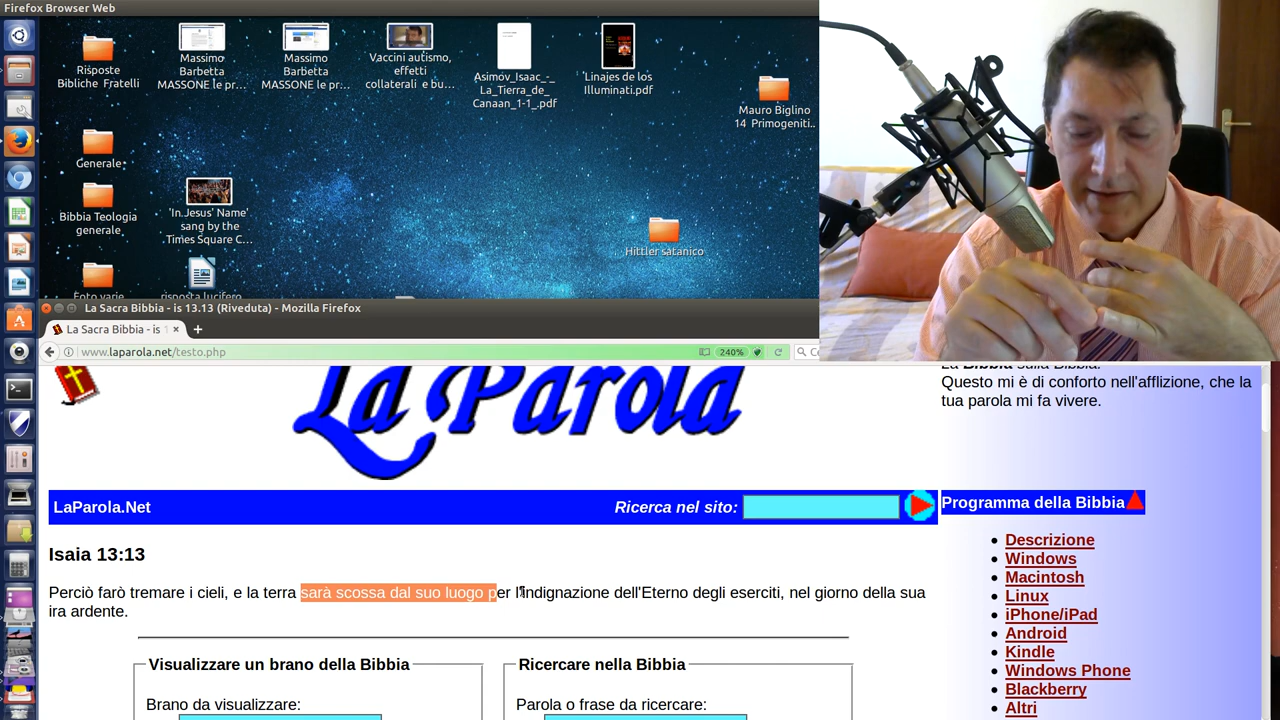 Firefox Browser Web
Risposte
Bibliche Fratelli
Massimo
Barbetta
MASSONE le pr...
Massimo
Barbetta
MASSONE le pr...
Vaccini autismo,
effetti
collaterali e bu...
Asimov_Isaac_-_
La_Tierra_de_
Canaan_1-1_.pdf
Linajes de los
Illuminati.pdf
Mauro Biglino
14 Primogeniti..
Generale
Bibbia Teologia
generale
'In Jesus' Name'
sang by the
Times Square C...
Hittler satanico
Foto varie
risposta lucifero
La Sacra Bibbia - is 13.13 (Riveduta) - Mozilla Firefox
La Sacra Bibbia - is 1
www.laparola.net/testo.php
240%
La Bibbia sulla Bibbia:
Questo mi è di conforto nell'afflizione, che la
tua parola mi fa vivere.
La Parola
LaParola.Net
Ricerca nel sito:
Programma della Bibbia
Isaia 13:13
Perciò farò tremare i cieli, e la terra sarà scossa dal suo luogo per l'indignazione dell'Eterno degli eserciti, nel giorno della sua
ira ardente.
Descrizione
Windows
Macintosh
Linux
iPhone/iPad
Android
Kindle
Windows Phone
Blackberry
Altri
Visualizzare un brano della Bibbia
Brano da visualizzare:
Ricercare nella Bibbia
Parola o frase da ricercare: